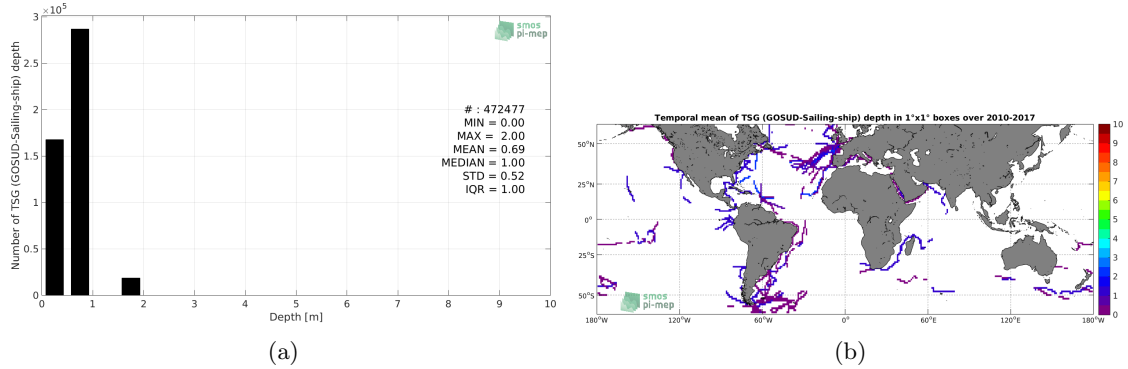 ×10⁵
3
2.5
2
1.5
1
0.5
0
Number of TSG (GOSUD-Sailing-ship) depth
smos
pi-mep
# : 472477
MIN = 0.00
MAX = 2.00
MEAN = 0.69
MEDIAN = 1.00
STD = 0.52
IQR = 1.00
0 1 2 3 4 5 6 7 8 9 10
Depth [m]
(a)
Temporal mean of TSG (GOSUD-Sailing-ship) depth in 1°x1° boxes over 2010-2017
50°N
25°N
0°
25°S
50°S
smos
pi-mep
180°W 120°W 60°W 0° 60°E 120°E 180°W
10
9
8
7
6
5
4
3
2
1
0
(b)